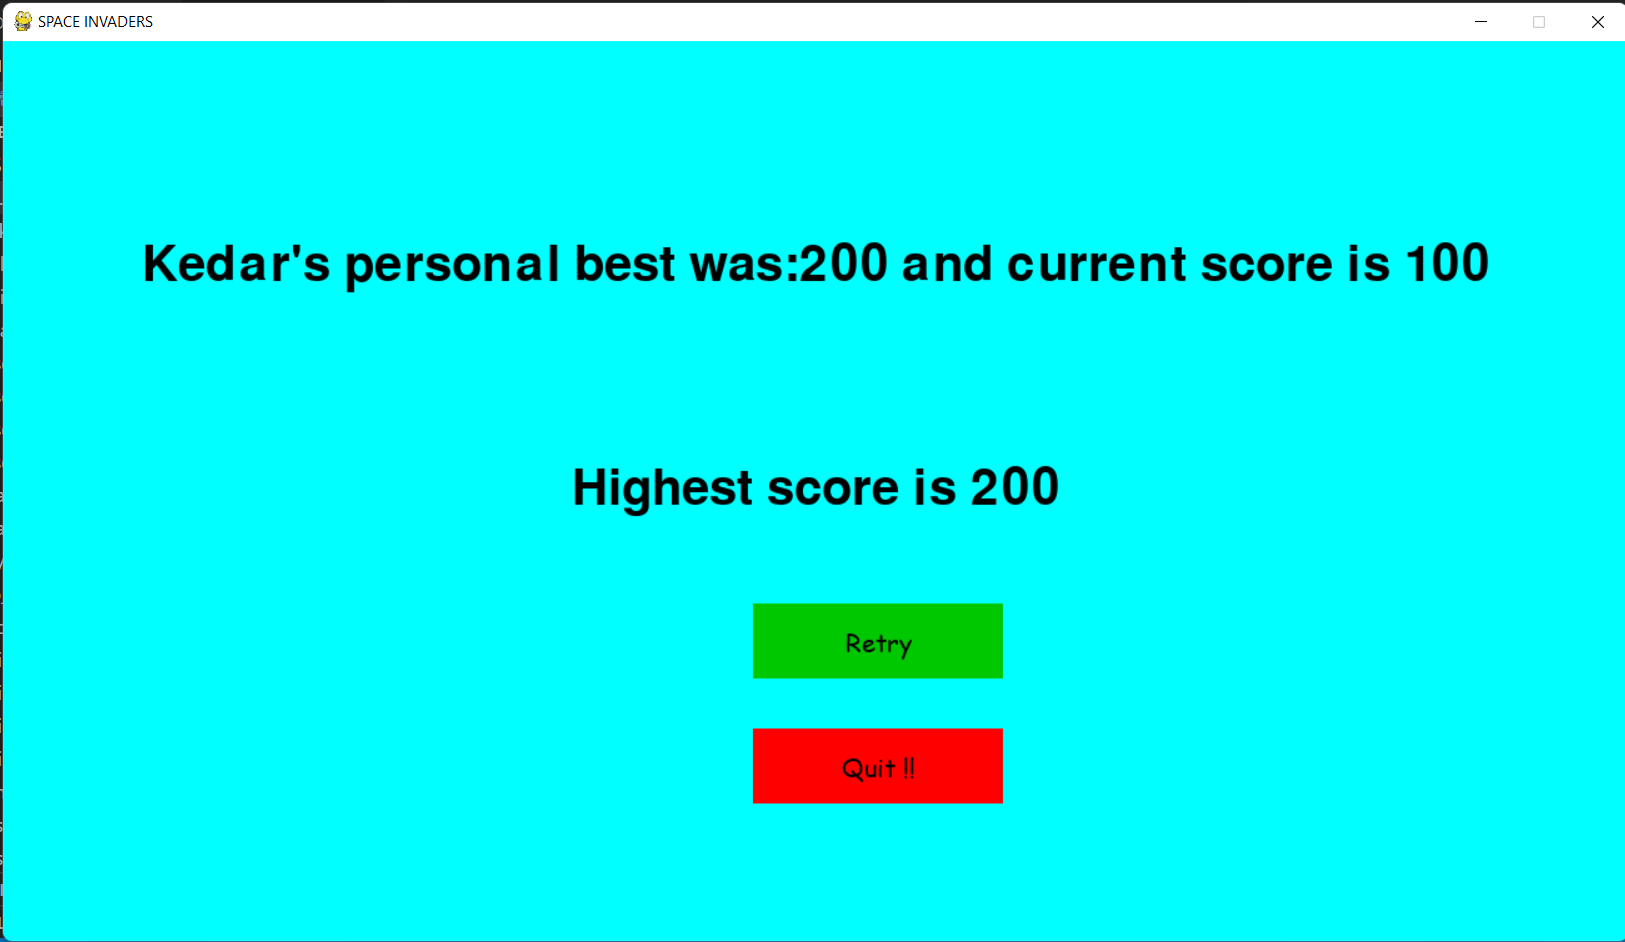 SPACE INVADERS
Kedar's personal best was:200 and current score is 100
Highest score is 200
Retry
Quit !!